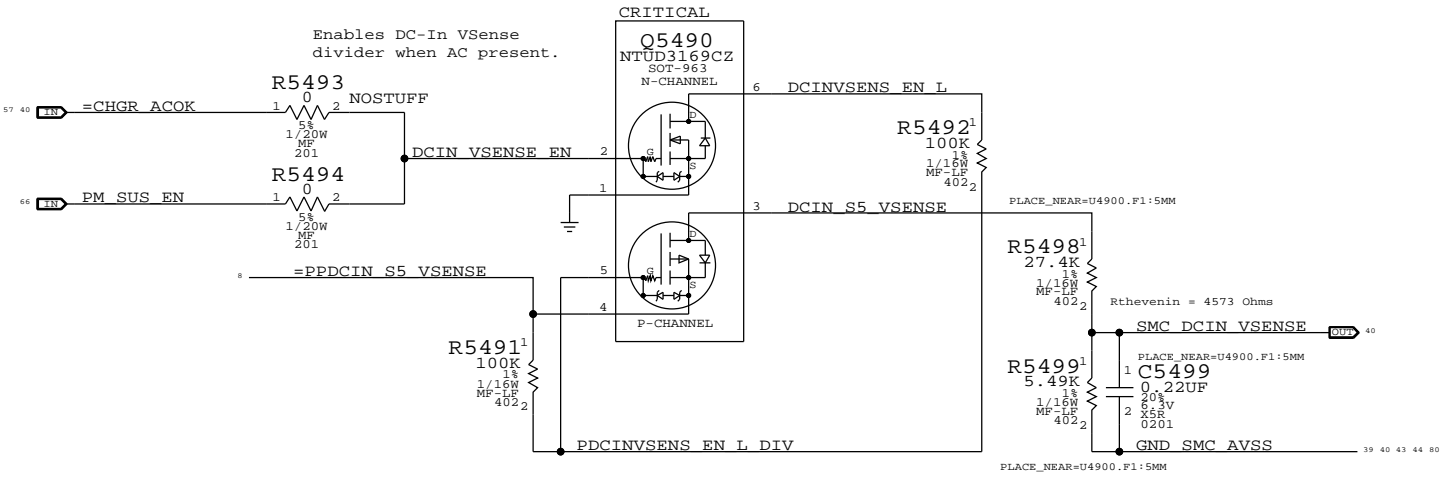 CRITICAL
Enables DC-In VSense
divider when AC present.
Q5490
NTUD3169CZ
SOT-963
N-CHANNEL
R5493
0
57 40
IN
=CHGR_ACOK
1
2
NOSTUFF
5%
1/20W
MF
201
6
DCINVSENS_EN_L
D
G
S
R5492
1
100K
1%
1/16W
MF-LF
402
2
DCIN_VSENSE_EN
2
R5494
0
66
IN
PM_SUS_EN
1
2
5%
1/20W
MF
201
1
3
DCIN_S5_VSENSE
PLACE_NEAR=U4900.F1:5MM
D
G
S
8
=PPDCIN_S5_VSENSE
5
4
P-CHANNEL
R5498
1
27.4K
1%
1/16W
MF-LF
402
2
Rthevenin = 4573 Ohms
SMC_DCIN_VSENSE
OUT
40
R5491
1
100K
1%
1/16W
MF-LF
402
2
R5499
1
5.49K
1%
1/16W
MF-LF
402
2
PLACE_NEAR=U4900.F1:5MM
1
C5499
0.22UF
20%
6.3V
2
X5R
0201
PDCINVSENS_EN_L_DIV
GND_SMC_AVSS
39 40 43 44 80
PLACE_NEAR=U4900.F1:5MM